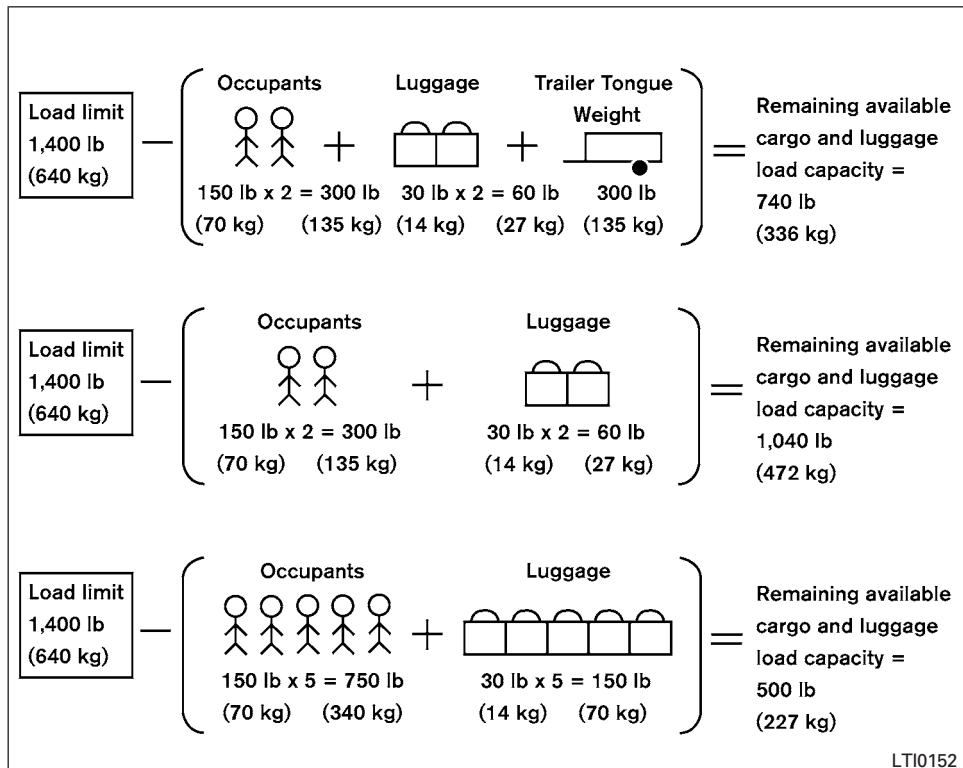 Load limit
1,400 lb
(640 kg)
Occupants
150 lb x 2 = 300 lb
(70 kg) (135 kg)
Luggage
30 lb x 2 = 60 lb
(14 kg) (27 kg)
Trailer Tongue
Weight
300 lb
(135 kg)
Remaining available
cargo and luggage
load capacity =
740 lb
(336 kg)
Load limit
1,400 lb
(640 kg)
Occupants
150 lb x 2 = 300 lb
(70 kg) (135 kg)
Luggage
30 lb x 2 = 60 lb
(14 kg) (27 kg)
Remaining available
cargo and luggage
load capacity =
1,040 lb
(472 kg)
Load limit
1,400 lb
(640 kg)
Occupants
150 lb x 5 = 750 lb
(70 kg) (340 kg)
Luggage
30 lb x 5 = 150 lb
(14 kg) (70 kg)
Remaining available
cargo and luggage
load capacity =
500 lb
(227 kg)
LTI0152